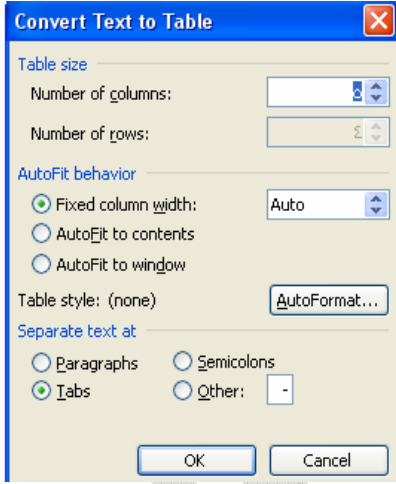 Convert Text to Table
Table size
Number of columns:
Number of rows:
AutoFit behavior
Fixed column width: Auto
AutoFit to contents
AutoFit to window
Table style: (none) AutoFormat...
Separate text at
Paragraphs Semicolons
Tabs Other: -
OK Cancel